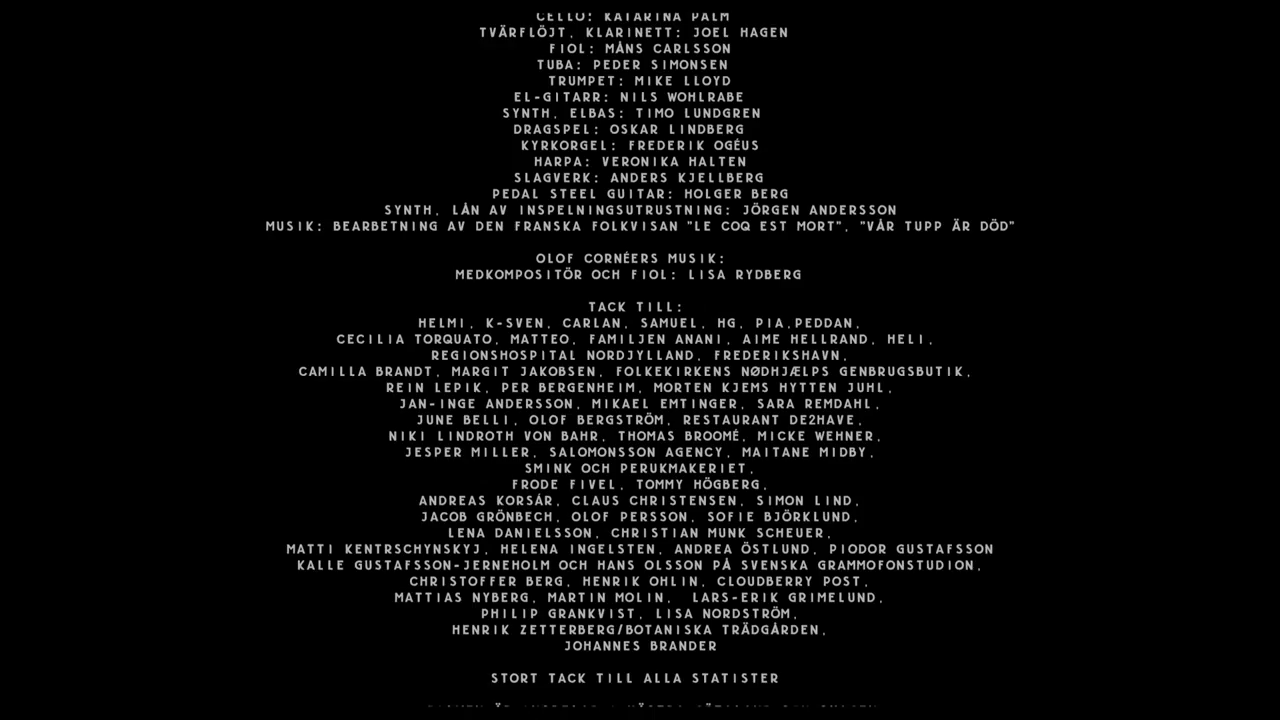 CELLO: KATARINA PALM
TVÄRFLÖJT, KLARINETT: JOEL HAGEN
FIOL: MÅNS CARLSSON
TUBA: PEDER SIMONSEN
TRUMPET: MIKE LLOYD
EL-GITARR: NILS WOHLRABE
SYNTH, ELBAS: TIMO LUNDGREN
DRAGSPEL: OSKAR LINDBERG
KYRKORGEL: FREDERIK OGÉUS
HARPA: VERONIKA HALTEN
SLAGVERK: ANDERS KJELLBERG
PEDAL STEEL GUITAR: HOLGER BERG
SYNTH, LÅN AV INSPELNINGSUTRUSTNING: JÖRGEN ANDERSSON
MUSIK: BEARBETNING AV DEN FRANSKA FOLKVISAN "LE COQ EST MORT", "VÅR TUPP ÄR DÖD"
OLOF CORNÉERS MUSIK:
MEDKOMPOSITÖR OCH FIOL: LISA RYDBERG
TACK TILL:
HELMI, K-SVEN, CARLAN, SAMUEL, HG, PIA,PEDDAN,
CECILIA TORQUATO, MATTEO, FAMILJEN ANANI, AIME HELLRAND, HELI,
REGIONSHOSPITAL NORDJYLLAND, FREDERIKSHAVN,
CAMILLA BRANDT, MARGIT JAKOBSEN, FOLKEKIRKENS NØDHJÆLPS GENBRUGSBUTIK,
REIN LEPIK, PER BERGENHEIM, MORTEN KJEMS HYTTEN JUHL,
JAN-INGE ANDERSSON, MIKAEL EMTINGER, SARA REMDAHL,
JUNE BELLI, OLOF BERGSTRÖM, RESTAURANT DE2HAVE,
NIKI LINDROTH VON BAHR, THOMAS BROOMÉ, MICKE WEHNER,
JESPER MILLER, SALOMONSSON AGENCY, MAITANE MIDBY,
SMINK OCH PERUKMAKERIET,
FRODE FIVEL, TOMMY HÖGBERG,
ANDREAS KORSÁR, CLAUS CHRISTENSEN, SIMON LIND,
JACOB GRÖNBECH, OLOF PERSSON, SOFIE BJÖRKLUND,
LENA DANIELSSON, CHRISTIAN MUNK SCHEUER,
MATTI KENTRSCHYNSKYJ, HELENA INGELSTEN, ANDREA ÖSTLUND, PIODOR GUSTAFSSON
KALLE GUSTAFSSON-JERNEHOLM OCH HANS OLSSON PÅ SVENSKA GRAMMOFONSTUDION,
CHRISTOFFER BERG, HENRIK OHLIN, CLOUDBERRY POST,
MATTIAS NYBERG, MARTIN MOLIN, LARS-ERIK GRIMELUND,
PHILIP GRANKVIST, LISA NORDSTRÖM,
HENRIK ZETTERBERG/BOTANISKA TRÄDGÅRDEN,
JOHANNES BRANDER
STORT TACK TILL ALLA STATISTER